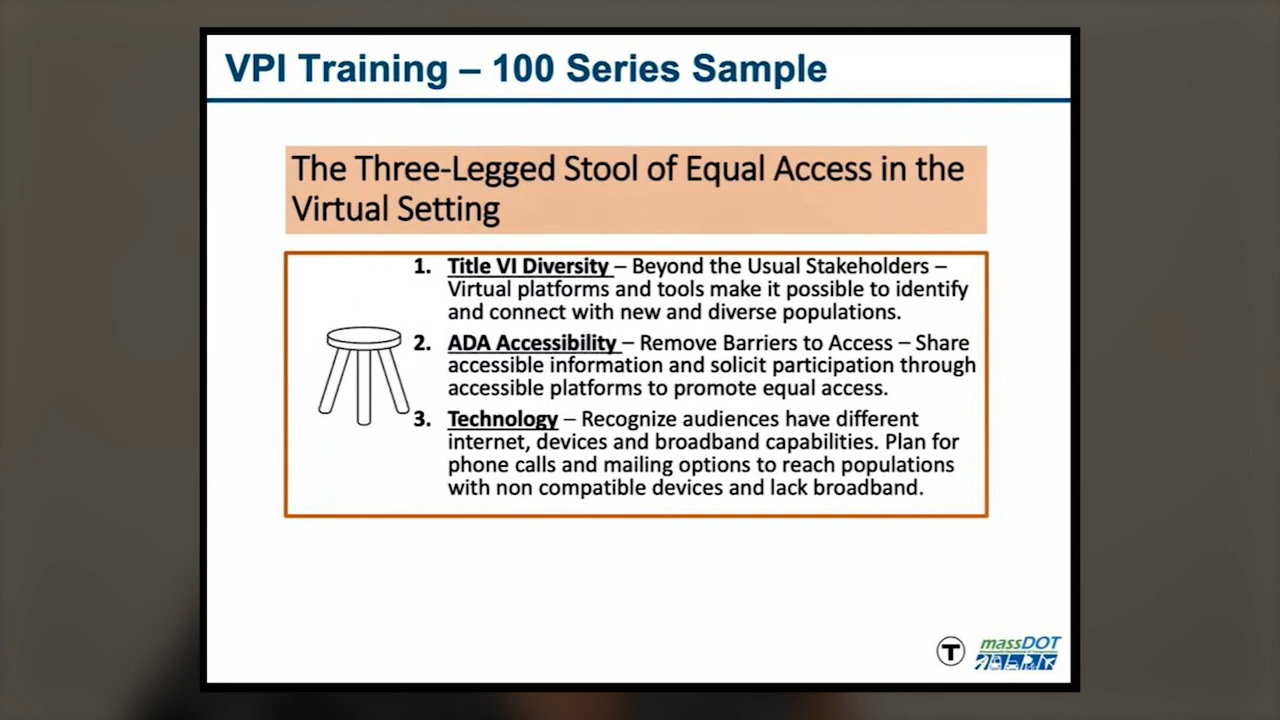 VPI Training – 100 Series Sample
The Three-Legged Stool of Equal Access in the
Virtual Setting
1. Title VI Diversity – Beyond the Usual Stakeholders –
Virtual platforms and tools make it possible to identify
and connect with new and diverse populations.
2. ADA Accessibility – Remove Barriers to Access – Share
accessible information and solicit participation through
accessible platforms to promote equal access.
3. Technology – Recognize audiences have different
internet, devices and broadband capabilities. Plan for
phone calls and mailing options to reach populations
with non compatible devices and lack broadband.
T
massDOT